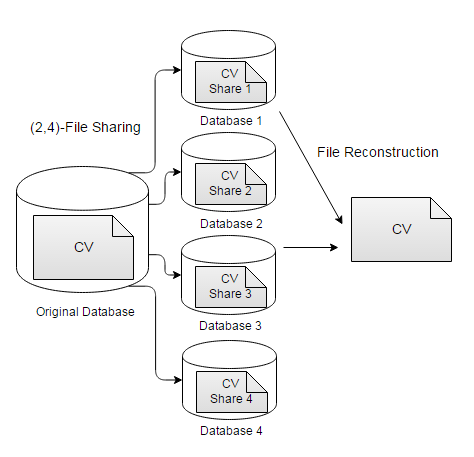 CV
Share 1
Database 1
(2,4)-File Sharing
File Reconstruction
CV
Share 2
Database 2
CV
CV
Original Database
CV
Share 3
Database 3
CV
Share 4
Database 4